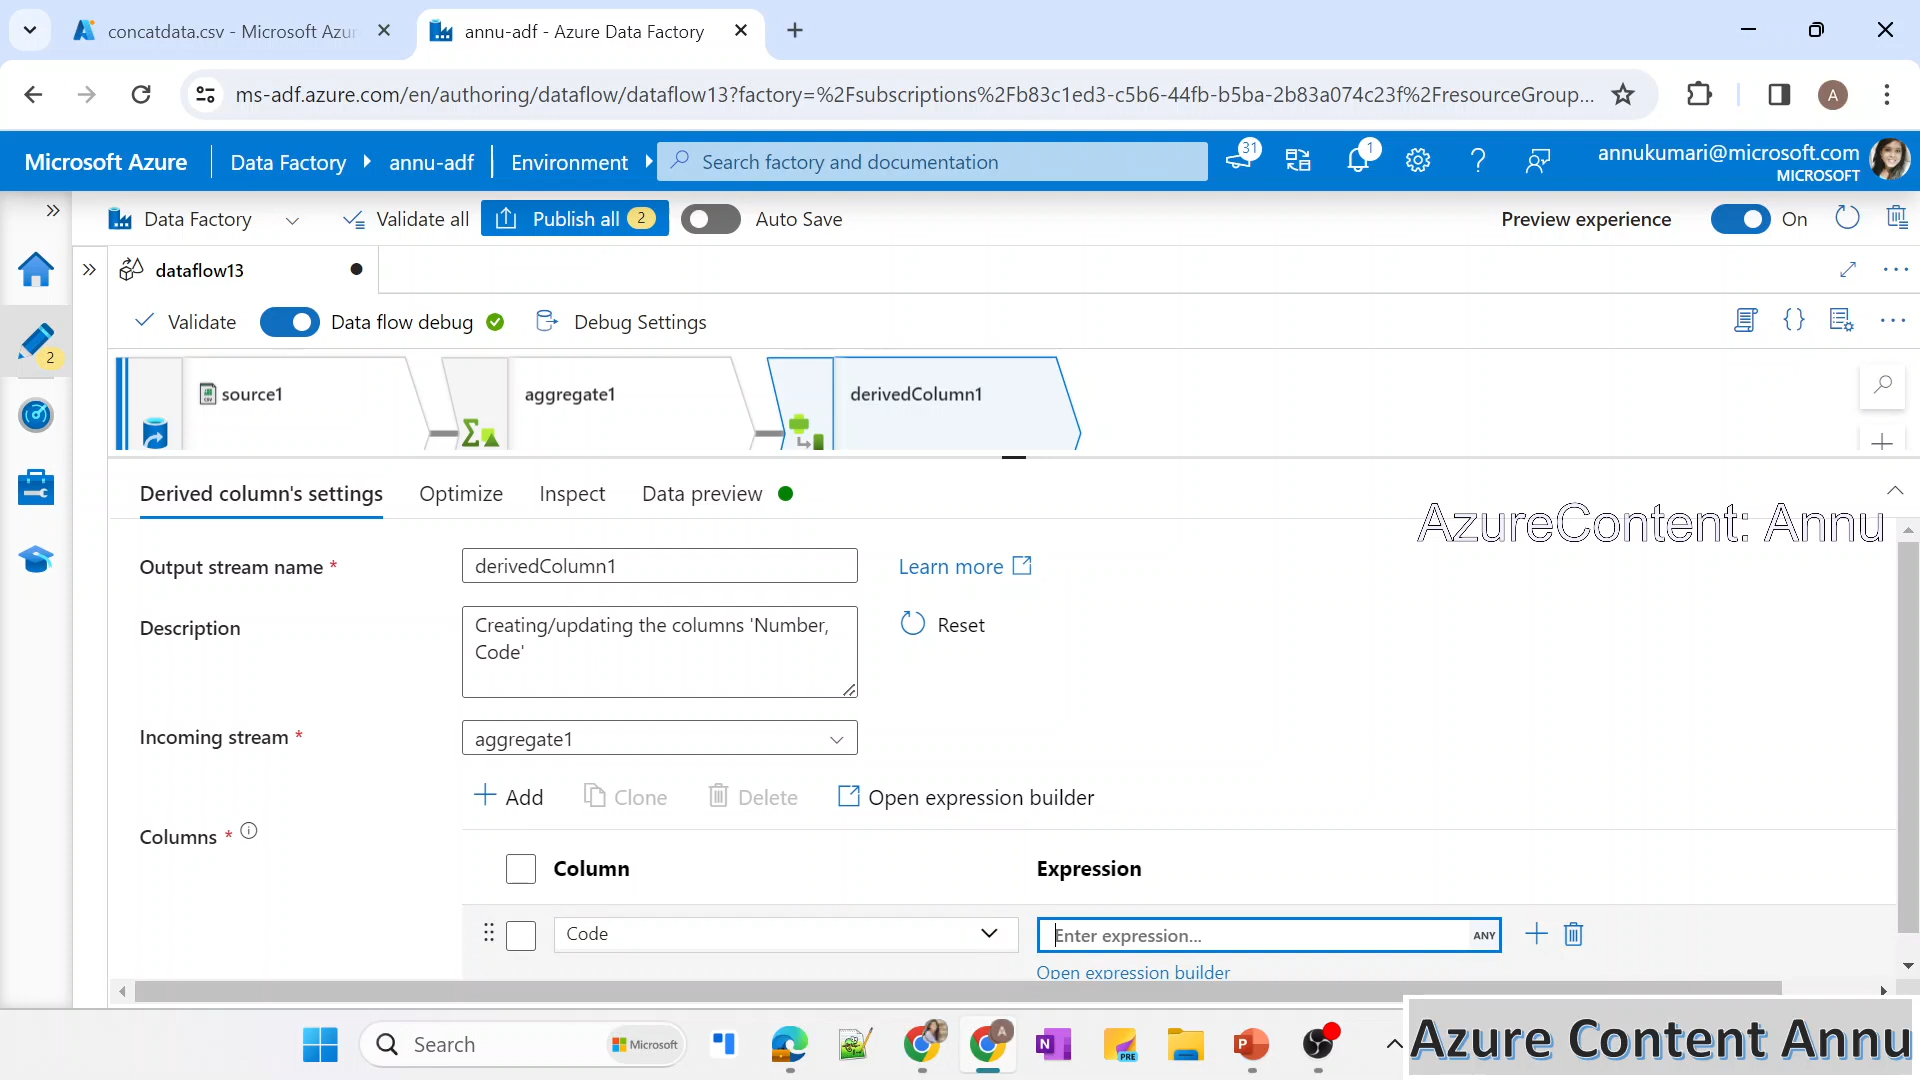 concatdata.csv - Microsoft Azur
annu-adf - Azure Data Factory
ms-adf.azure.com/en/authoring/dataflow/dataflow13?factory=%2Fsubscriptions%2Fb83c1ed3-c5b6-44fb-b5ba-2b83a074c23f%2FresourceGroup...
A
Microsoft Azure
Data Factory
annu-adf
Environment
Search factory and documentation
31
1
annukumari@microsoft.com
MICROSOFT
Data Factory
Validate all
Publish all 2
Auto Save
Preview experience
On
dataflow13
2
Validate
Data flow debug
Debug Settings
source1
aggregate1
derivedColumn1
Derived column's settings
Optimize
Inspect
Data preview
AzureContent: Annu
Output stream name *
derivedColumn1
Learn more
Description
Creating/updating the columns 'Number,
Code'
Reset
Incoming stream *
aggregate1
Add
Clone
Delete
Open expression builder
Columns *
Column
Expression
Code
Enter expression...
ANY
Open expression builder
Search
Microsoft
A
N
PRE
P
Azure Content Annu